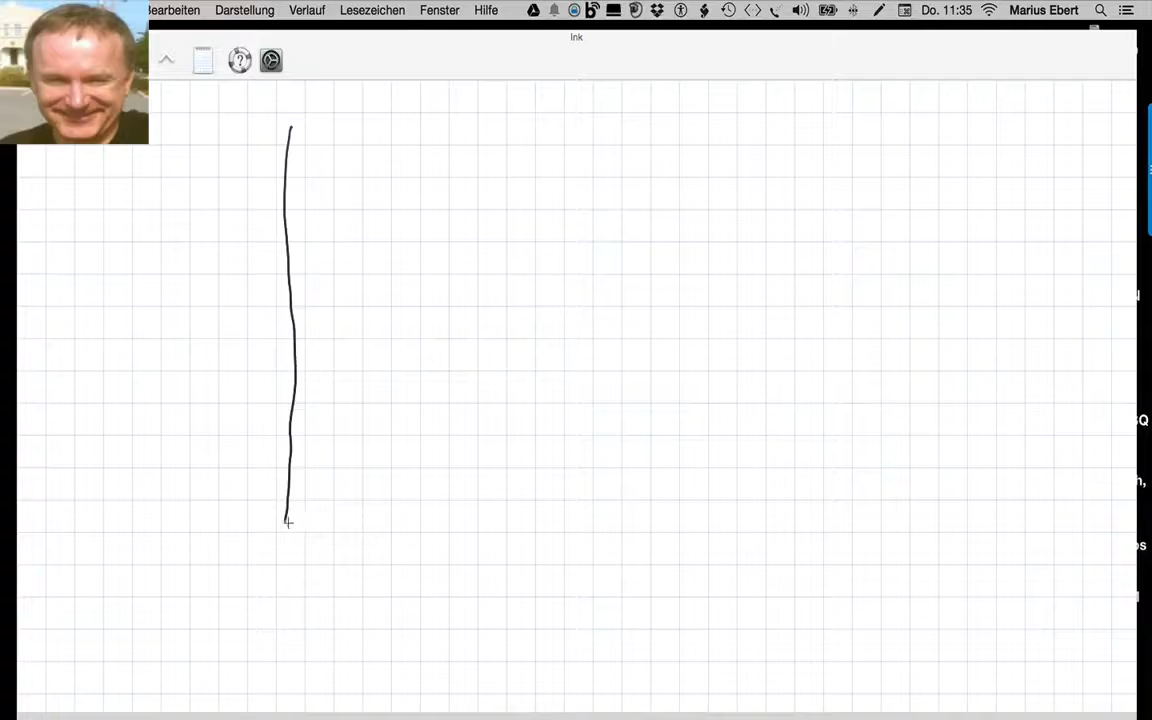 Bearbeiten Darstellung Verlauf Lesezeichen Fenster Hilfe Do. 11:35 Marius Ebert
Ink
?